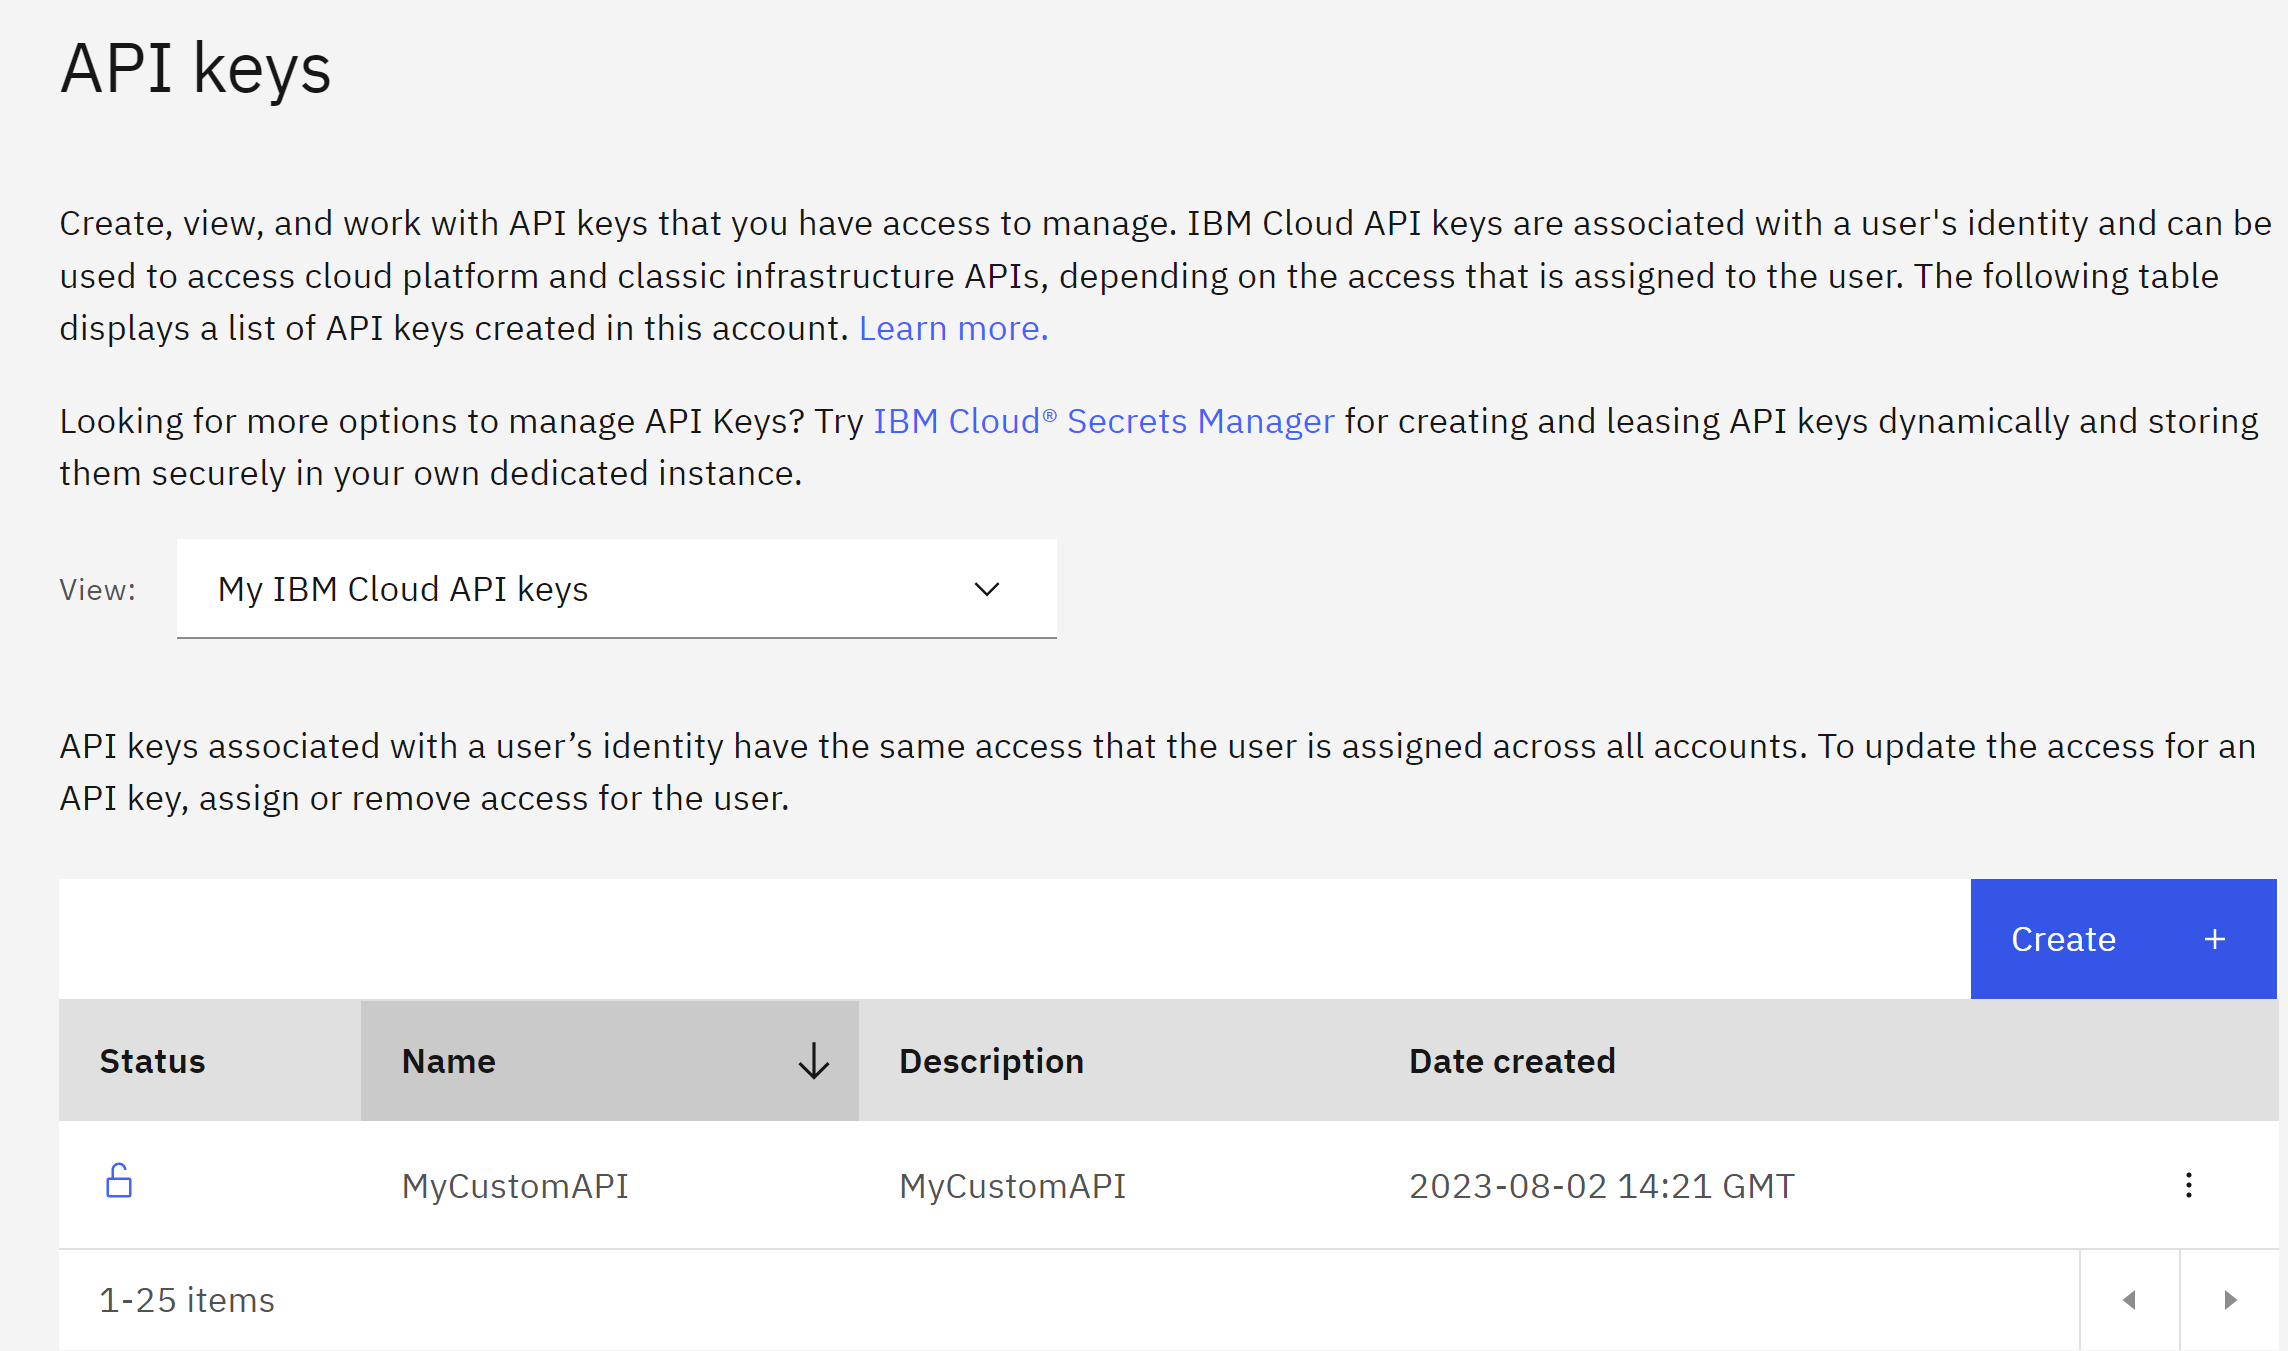 API keys
Create, view, and work with API keys that you have access to manage. IBM Cloud API keys are associated with a user's identity and can be
used to access cloud platform and classic infrastructure APIs, depending on the access that is assigned to the user. The following table
displays a list of API keys created in this account. Learn more.
Looking for more options to manage API Keys? Try IBM Cloud® Secrets Manager for creating and leasing API keys dynamically and storing
them securely in your own dedicated instance.
View: My IBM Cloud API keys
API keys associated with a user’s identity have the same access that the user is assigned across all accounts. To update the access for an
API key, assign or remove access for the user.
Create +
Status Name Description Date created
MyCustomAPI MyCustomAPI 2023-08-02 14:21 GMT
1-25 items